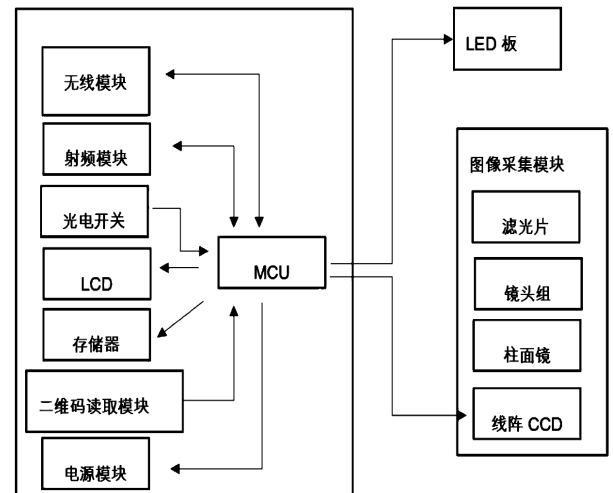 无线模块
射频模块
光电开关
LCD
存储器
二维码读取模块
电源模块
MCU
LED 板
图像采集模块
滤光片
镜头组
柱面镜
线阵 CCD